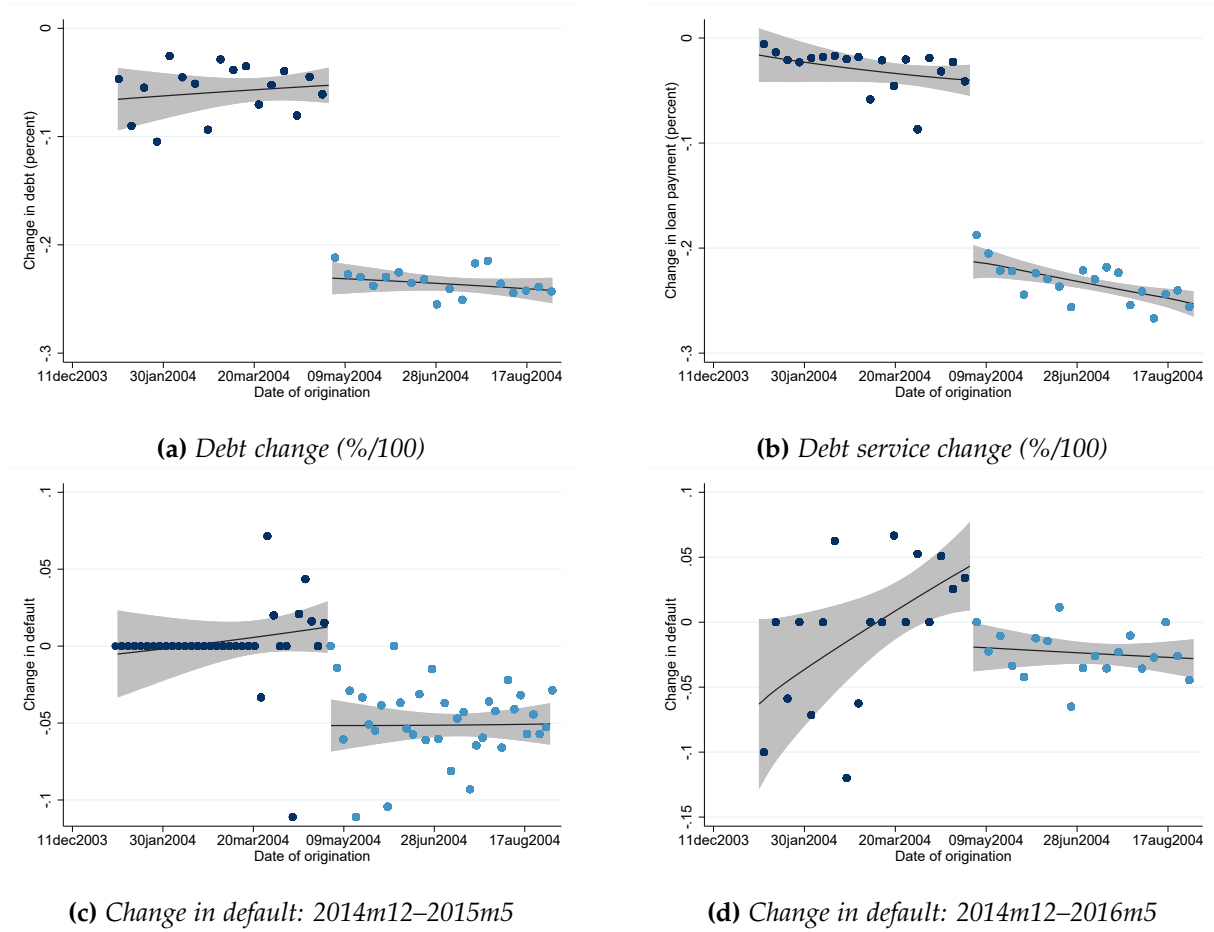 0
-.1
-.2
-.3
Change in debt (percent)
11dec2003 30jan2004 20mar2004 09may2004 28jun2004 17aug2004
Date of origination
(a) Debt change (%/100)
0
-.1
-.2
-.3
Change in loan payment (percent)
11dec2003 30jan2004 20mar2004 09may2004 28jun2004 17aug2004
Date of origination
(b) Debt service change (%/100)
.1
.05
0
-.05
-.1
Change in default
11dec2003 30jan2004 20mar2004 09may2004 28jun2004 17aug2004
Date of origination
(c) Change in default: 2014m12–2015m5
.1
.05
0
-.05
-.1
-.15
Change in default
11dec2003 30jan2004 20mar2004 09may2004 28jun2004 17aug2004
Date of origination
(d) Change in default: 2014m12–2016m5